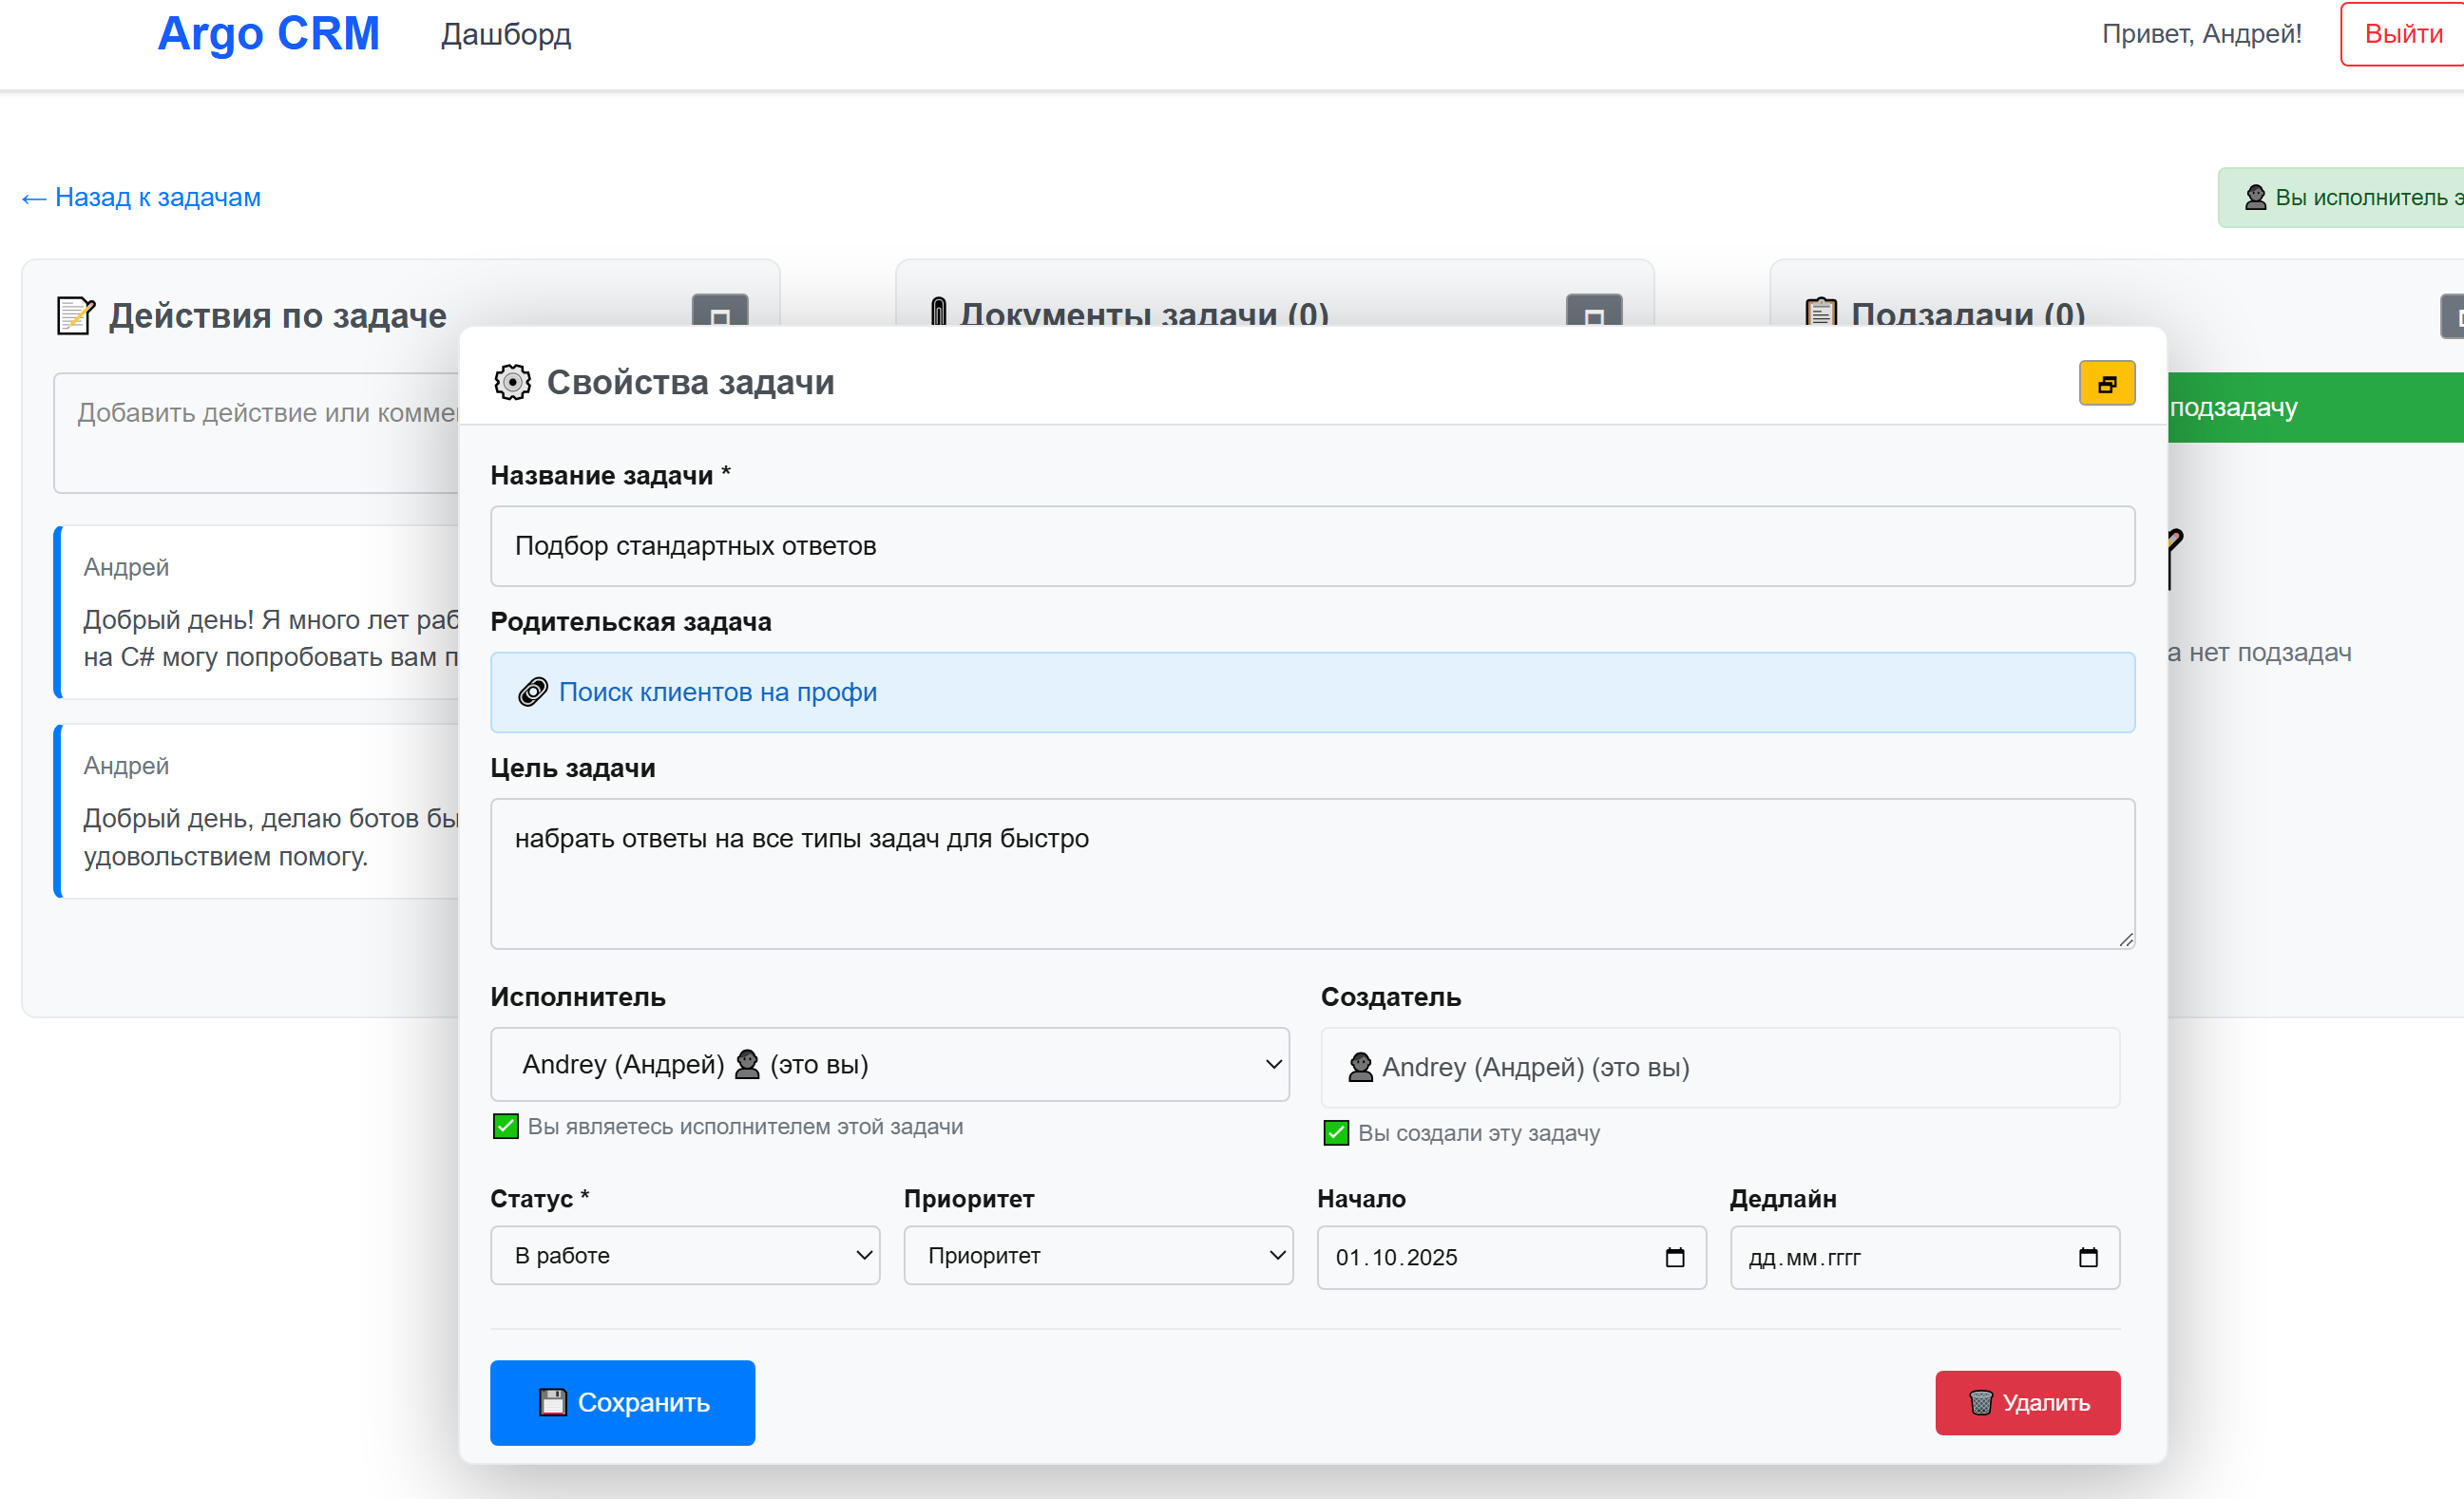 Argo CRM
Дашборд
Привет, Андрей!
Выйти
← Назад к задачам
Вы исполнитель
Действия по задаче
Документы задачи (0)
Подзадачи (0)
Добавить действие или
подзадачу
Андрей
Добрый день! Я много лет
на C# могу попробовать вам
Андрей
Добрый день, делаю ботов
удовольствием помогу.
нет подзадач
Свойства задачи
Название задачи *
Подбор стандартных ответов
Родительская задача
Поиск клиентов на профи
Цель задачи
набрать ответы на все типы задач для быстро
Исполнитель
Создатель
Andrey (Андрей) (это вы)
Andrey (Андрей) (это вы)
Вы являетесь исполнителем этой задачи
Вы создали эту задачу
Статус *
Приоритет
Начало
Дедлайн
В работе
Приоритет
01.10.2025
дд.мм.гггг
Сохранить
Удалить